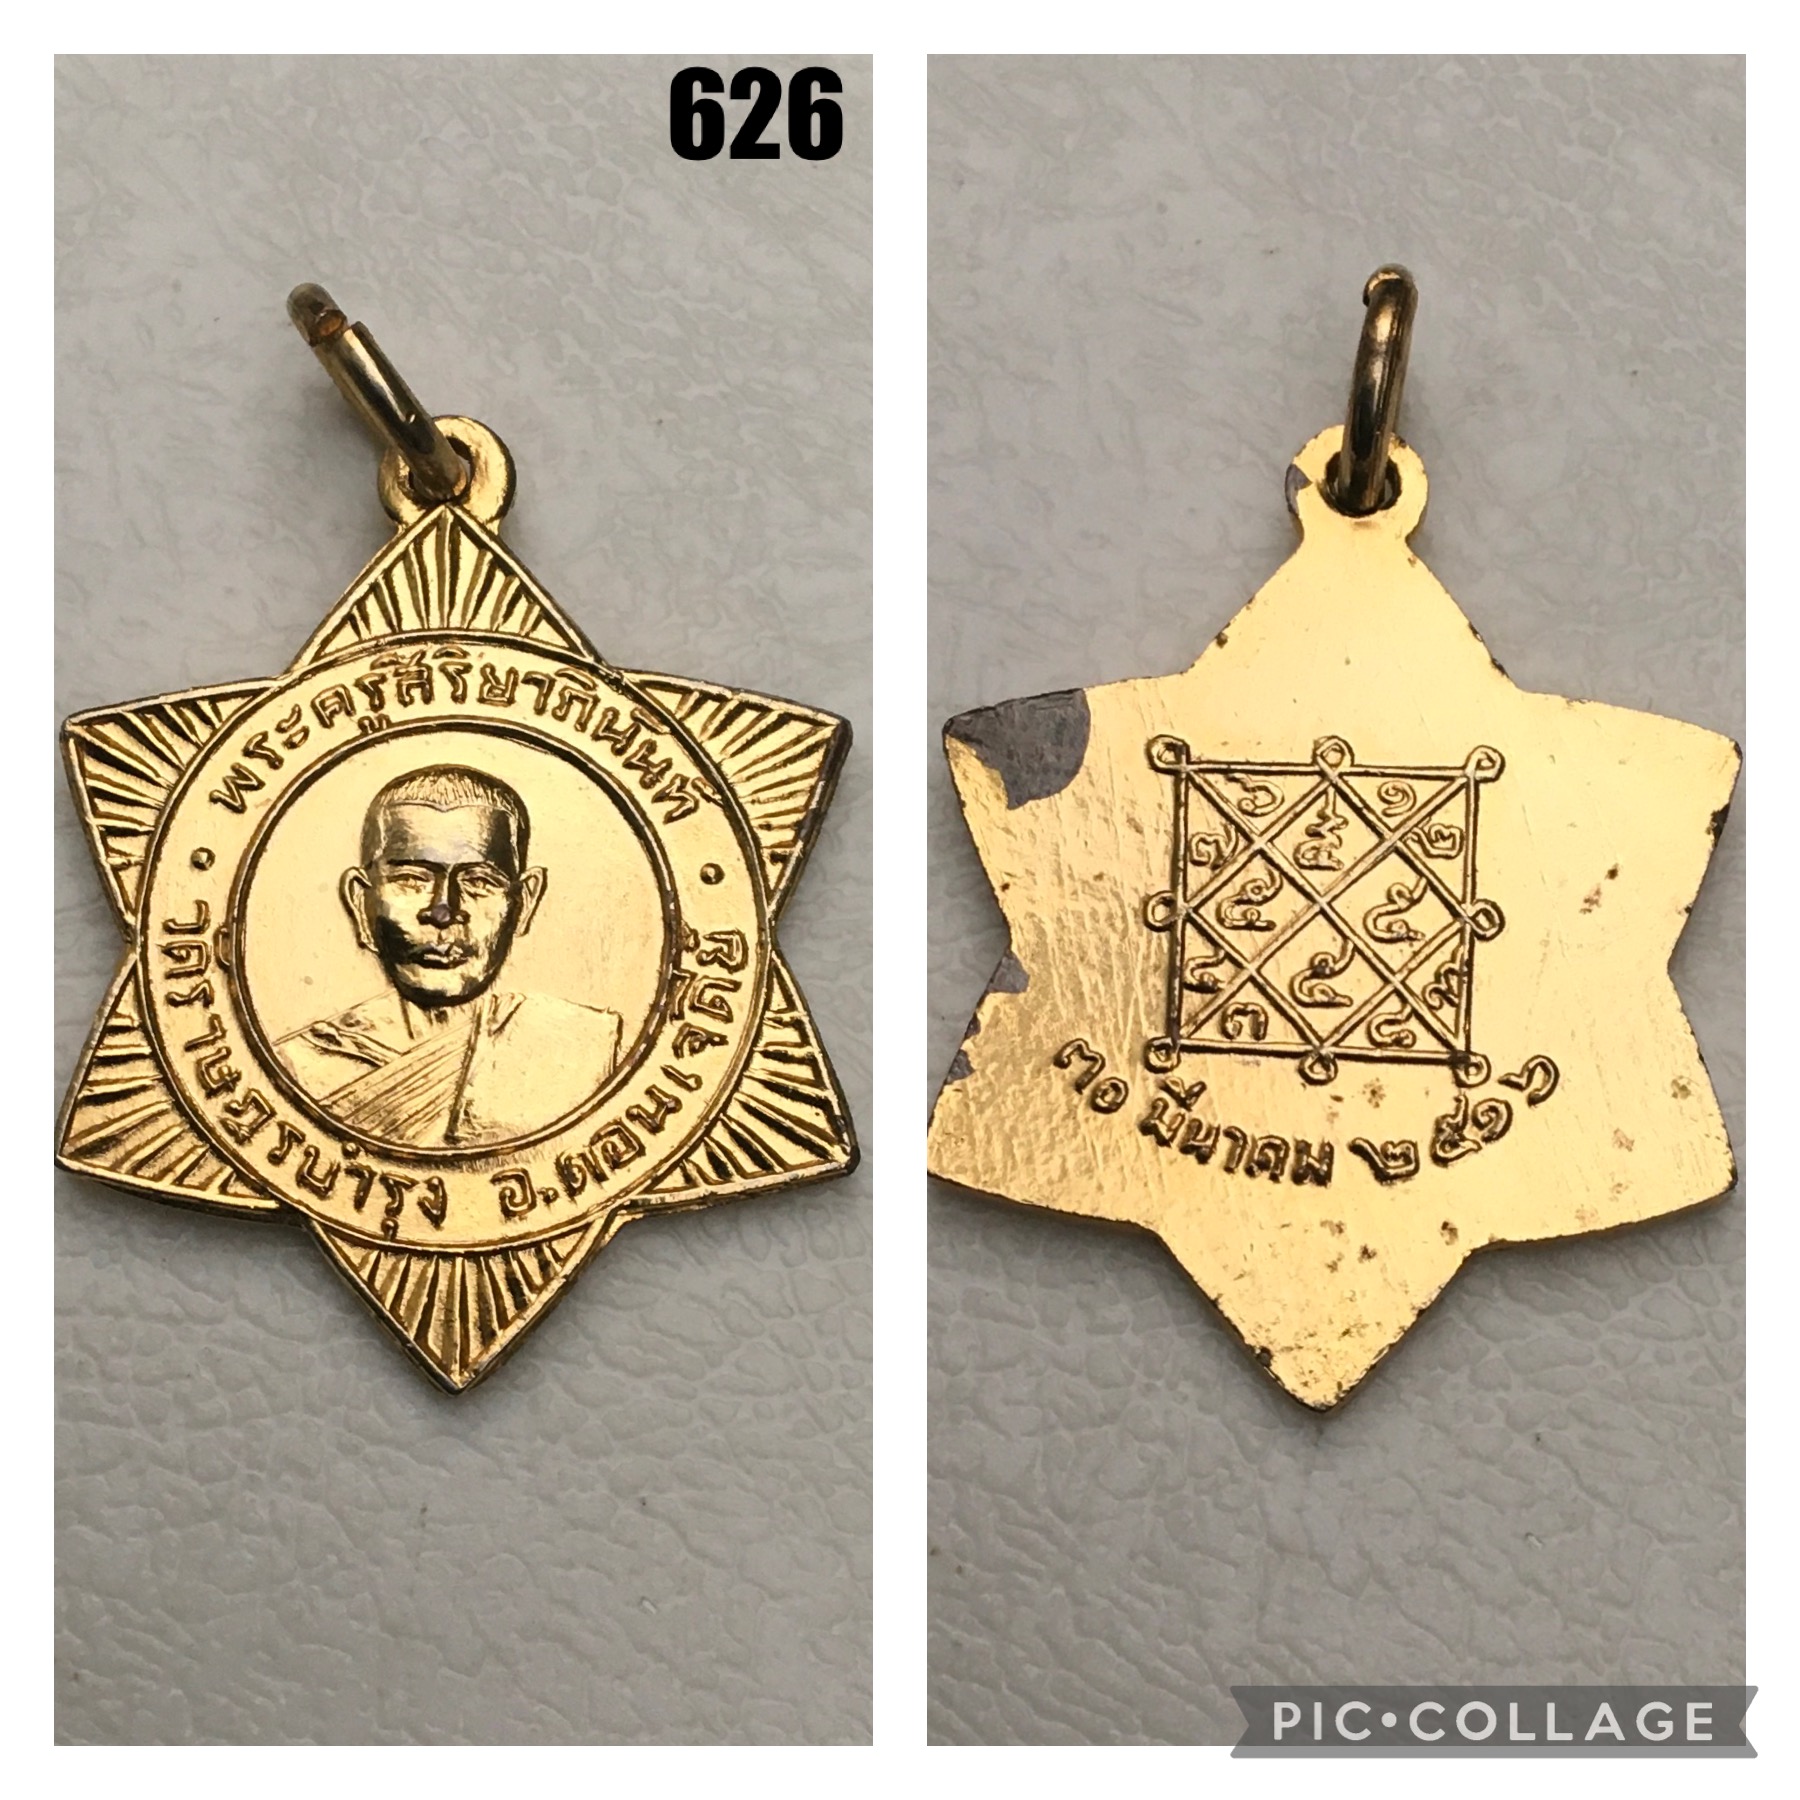 626
พระครูสิริยาภินันท์
วัดราษฎรบำรุง อ.ดอนเจดีย์
๓๐ มีนาคม ๒๕๑๖
PIC•COLLAGE